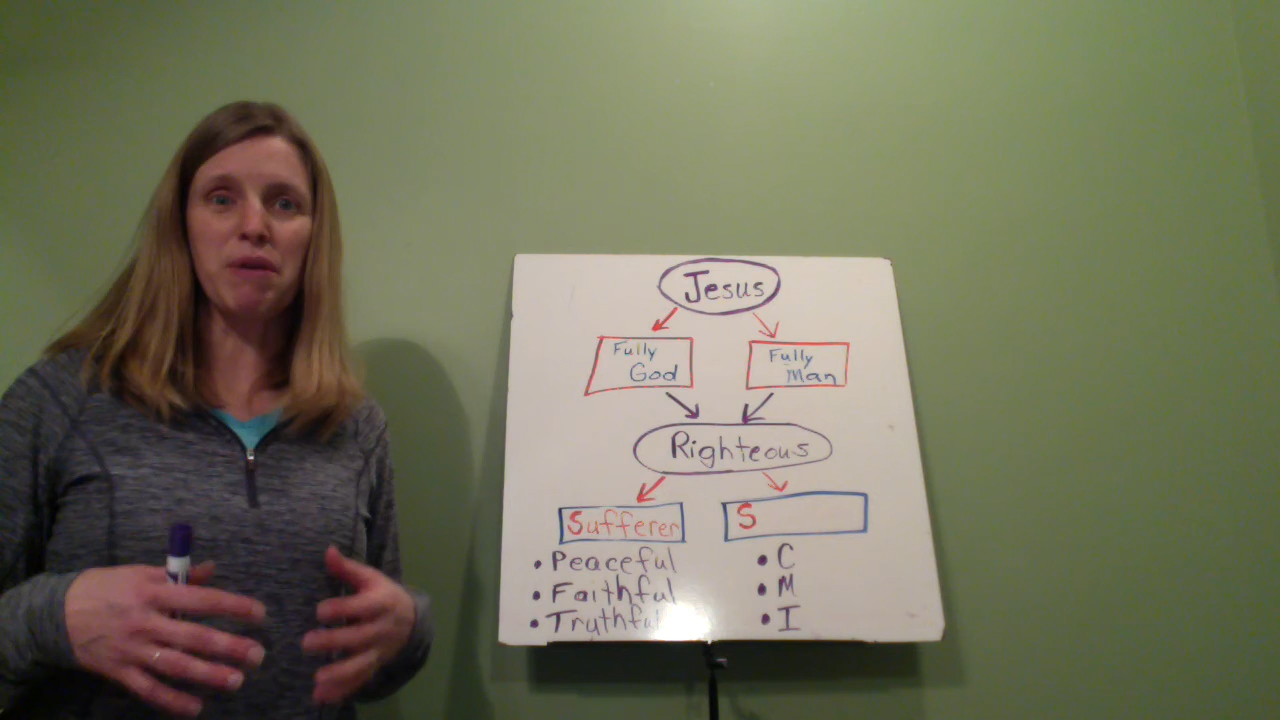 Jesus
Fully God
Fully Man
Righteous
Sufferer
• Peaceful
• Faithful
• Truthful
S
• C
• M
• I